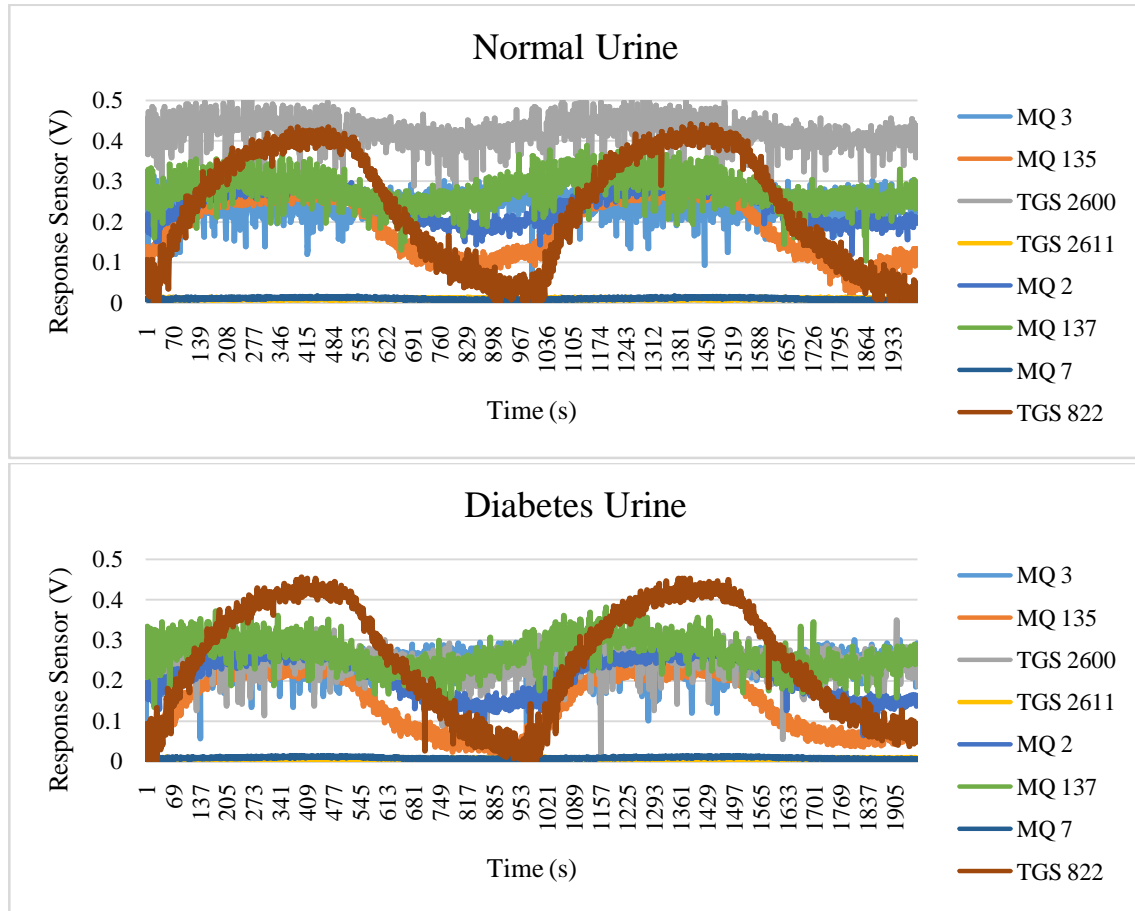 Normal Urine
Response Sensor (V)
0.5
0.4
0.3
0.2
0.1
0
1 70 139 208 277 346 415 484 553 622 691 760 829 898 967 1036 1105 1174 1243 1312 1381 1450 1519 1588 1657 1726 1795 1864 1933
Time (s)
MQ 3
MQ 135
TGS 2600
TGS 2611
MQ 2
MQ 137
MQ 7
TGS 822
Diabetes Urine
Response Sensor (V)
0.5
0.4
0.3
0.2
0.1
0
1 69 137 205 273 341 409 477 545 613 681 749 817 885 953 1021 1089 1157 1225 1293 1361 1429 1497 1565 1633 1701 1769 1837 1905
Time (s)
MQ 3
MQ 135
TGS 2600
TGS 2611
MQ 2
MQ 137
MQ 7
TGS 822